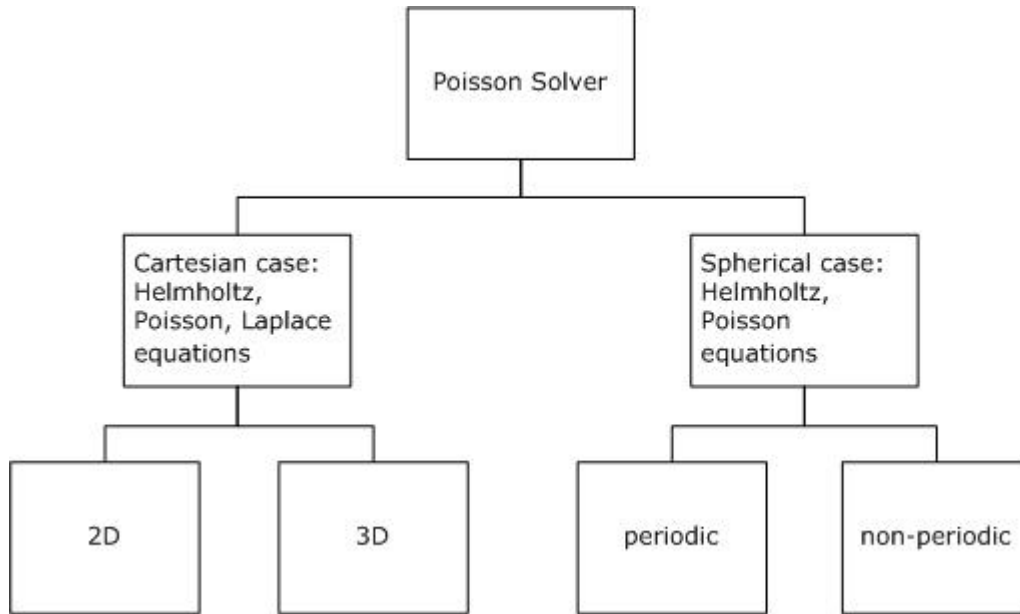 Poisson Solver
Cartesian case:
Helmholtz,
Poisson, Laplace
equations
Spherical case:
Helmholtz,
Poisson
equations
2D
3D
periodic
non-periodic